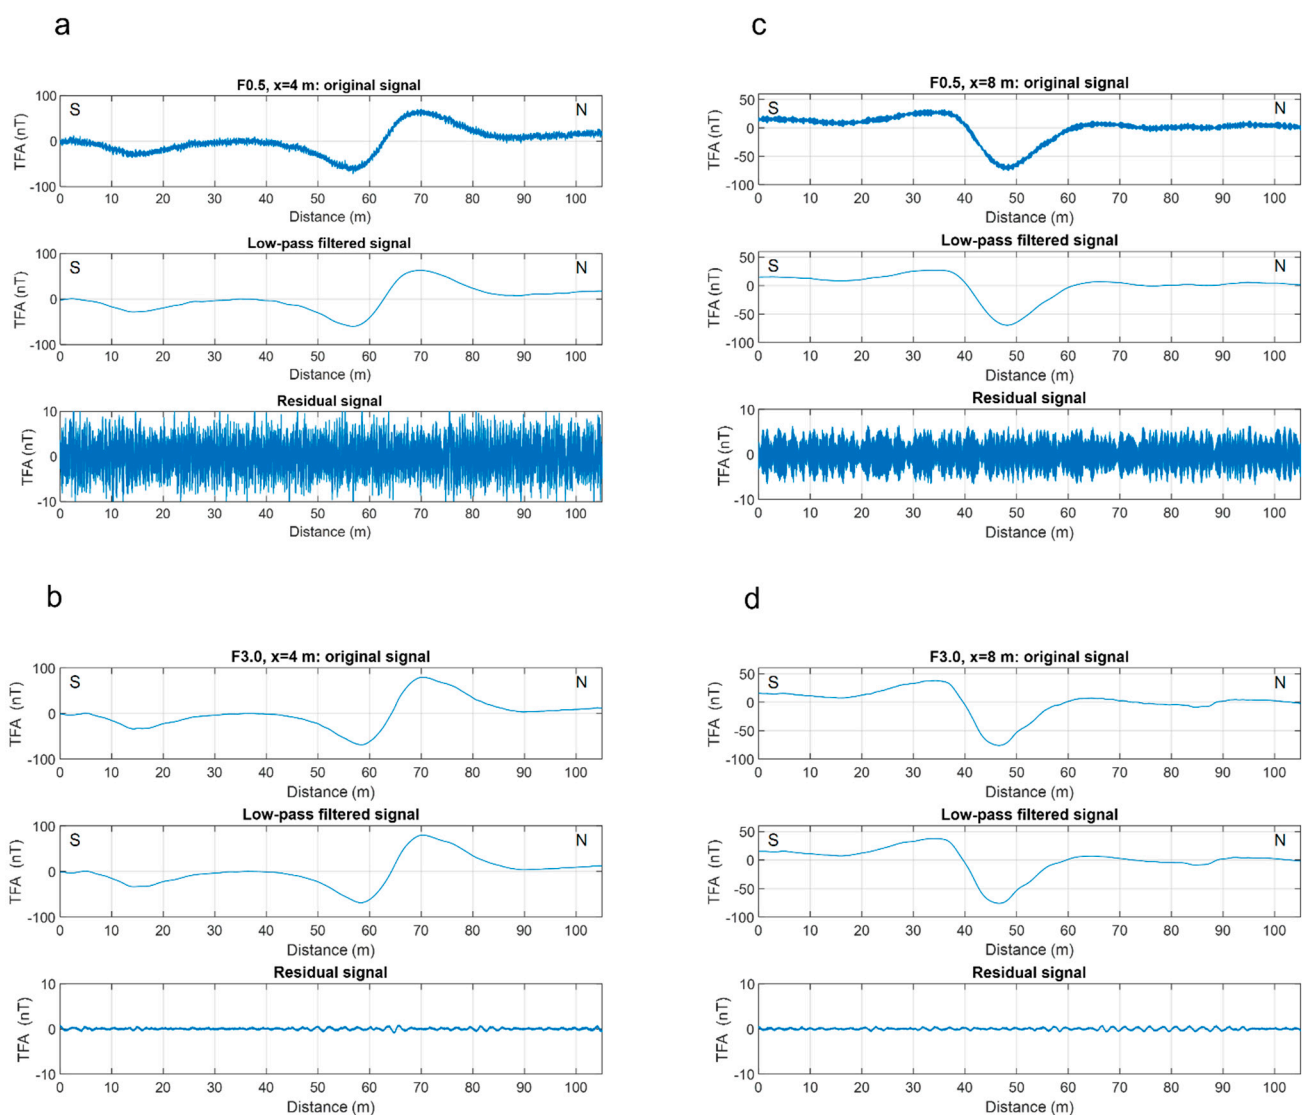 a
F0.5, x=4 m: original signal
100
0
-100
TFA (nT)
S
N
0 10 20 30 40 50 60 70 80 90 100
Distance (m)
Low-pass filtered signal
100
0
-100
TFA (nT)
S
N
0 10 20 30 40 50 60 70 80 90 100
Distance (m)
Residual signal
10
0
-10
TFA (nT)
0 10 20 30 40 50 60 70 80 90 100
Distance (m)
c
F0.5, x=8 m: original signal
50
0
-50
-100
TFA (nT)
S
N
0 10 20 30 40 50 60 70 80 90 100
Distance (m)
Low-pass filtered signal
50
0
-50
-100
TFA (nT)
S
N
0 10 20 30 40 50 60 70 80 90 100
Distance (m)
Residual signal
10
0
-10
TFA (nT)
0 10 20 30 40 50 60 70 80 90 100
Distance (m)
b
F3.0, x=4 m: original signal
100
0
-100
TFA (nT)
S
N
0 10 20 30 40 50 60 70 80 90 100
Distance (m)
Low-pass filtered signal
100
0
-100
TFA (nT)
S
N
0 10 20 30 40 50 60 70 80 90 100
Distance (m)
Residual signal
10
0
-10
TFA (nT)
0 10 20 30 40 50 60 70 80 90 100
Distance (m)
d
F3.0, x=8 m: original signal
50
0
-50
-100
TFA (nT)
S
N
0 10 20 30 40 50 60 70 80 90 100
Distance (m)
Low-pass filtered signal
50
0
-50
-100
TFA (nT)
S
N
0 10 20 30 40 50 60 70 80 90 100
Distance (m)
Residual signal
10
0
-10
TFA (nT)
0 10 20 30 40 50 60 70 80 90 100
Distance (m)